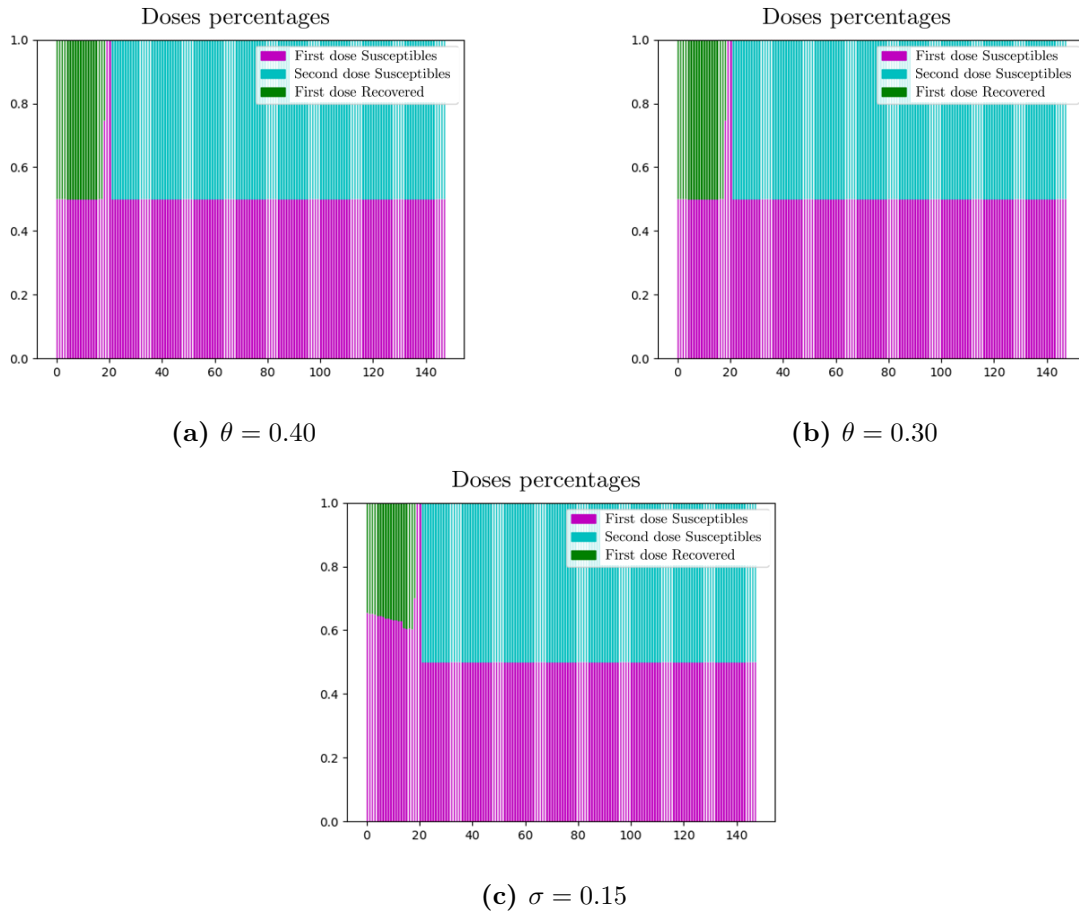 Doses percentages
1.0
0.8
0.6
0.4
0.2
0.0
0 20 40 60 80 100 120 140
First dose Susceptibles
Second dose Susceptibles
First dose Recovered
(a) θ = 0.40
Doses percentages
1.0
0.8
0.6
0.4
0.2
0.0
0 20 40 60 80 100 120 140
First dose Susceptibles
Second dose Susceptibles
First dose Recovered
(b) θ = 0.30
Doses percentages
1.0
0.8
0.6
0.4
0.2
0.0
0 20 40 60 80 100 120 140
First dose Susceptibles
Second dose Susceptibles
First dose Recovered
(c) σ = 0.15